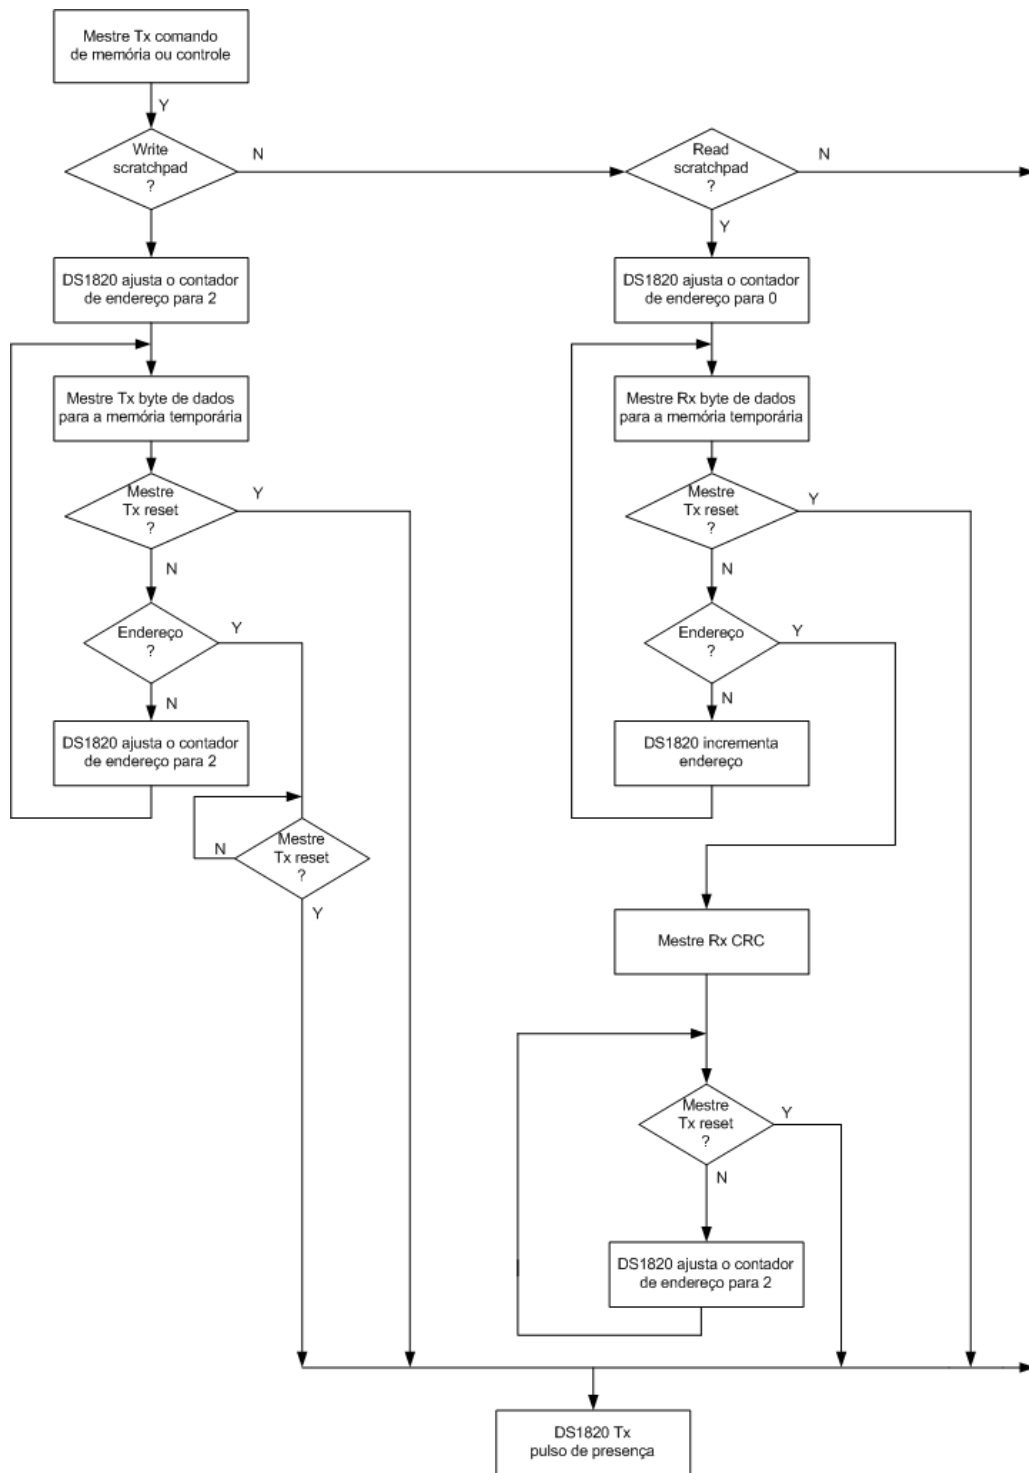 Mestre Tx comando
de memória ou controle
Y
Write
scratchpad
?
N
Read
scratchpad
?
N
Y
DS1820 ajusta o contador
de endereço para 2
DS1820 ajusta o contador
de endereço para 0
Mestre Tx byte de dados
para a memória temporária
Mestre Rx byte de dados
para a memória temporária
Mestre
Tx reset
?
Y
Mestre
Tx reset
?
Y
N
N
Endereço
?
Y
Endereço
?
Y
N
N
DS1820 ajusta o contador
de endereço para 2
DS1820 incrementa
endereço
Mestre
Tx reset
?
N
Y
Mestre Rx CRC
Mestre
Tx reset
?
Y
N
DS1820 ajusta o contador
de endereço para 2
DS1820 Tx
pulso de presença